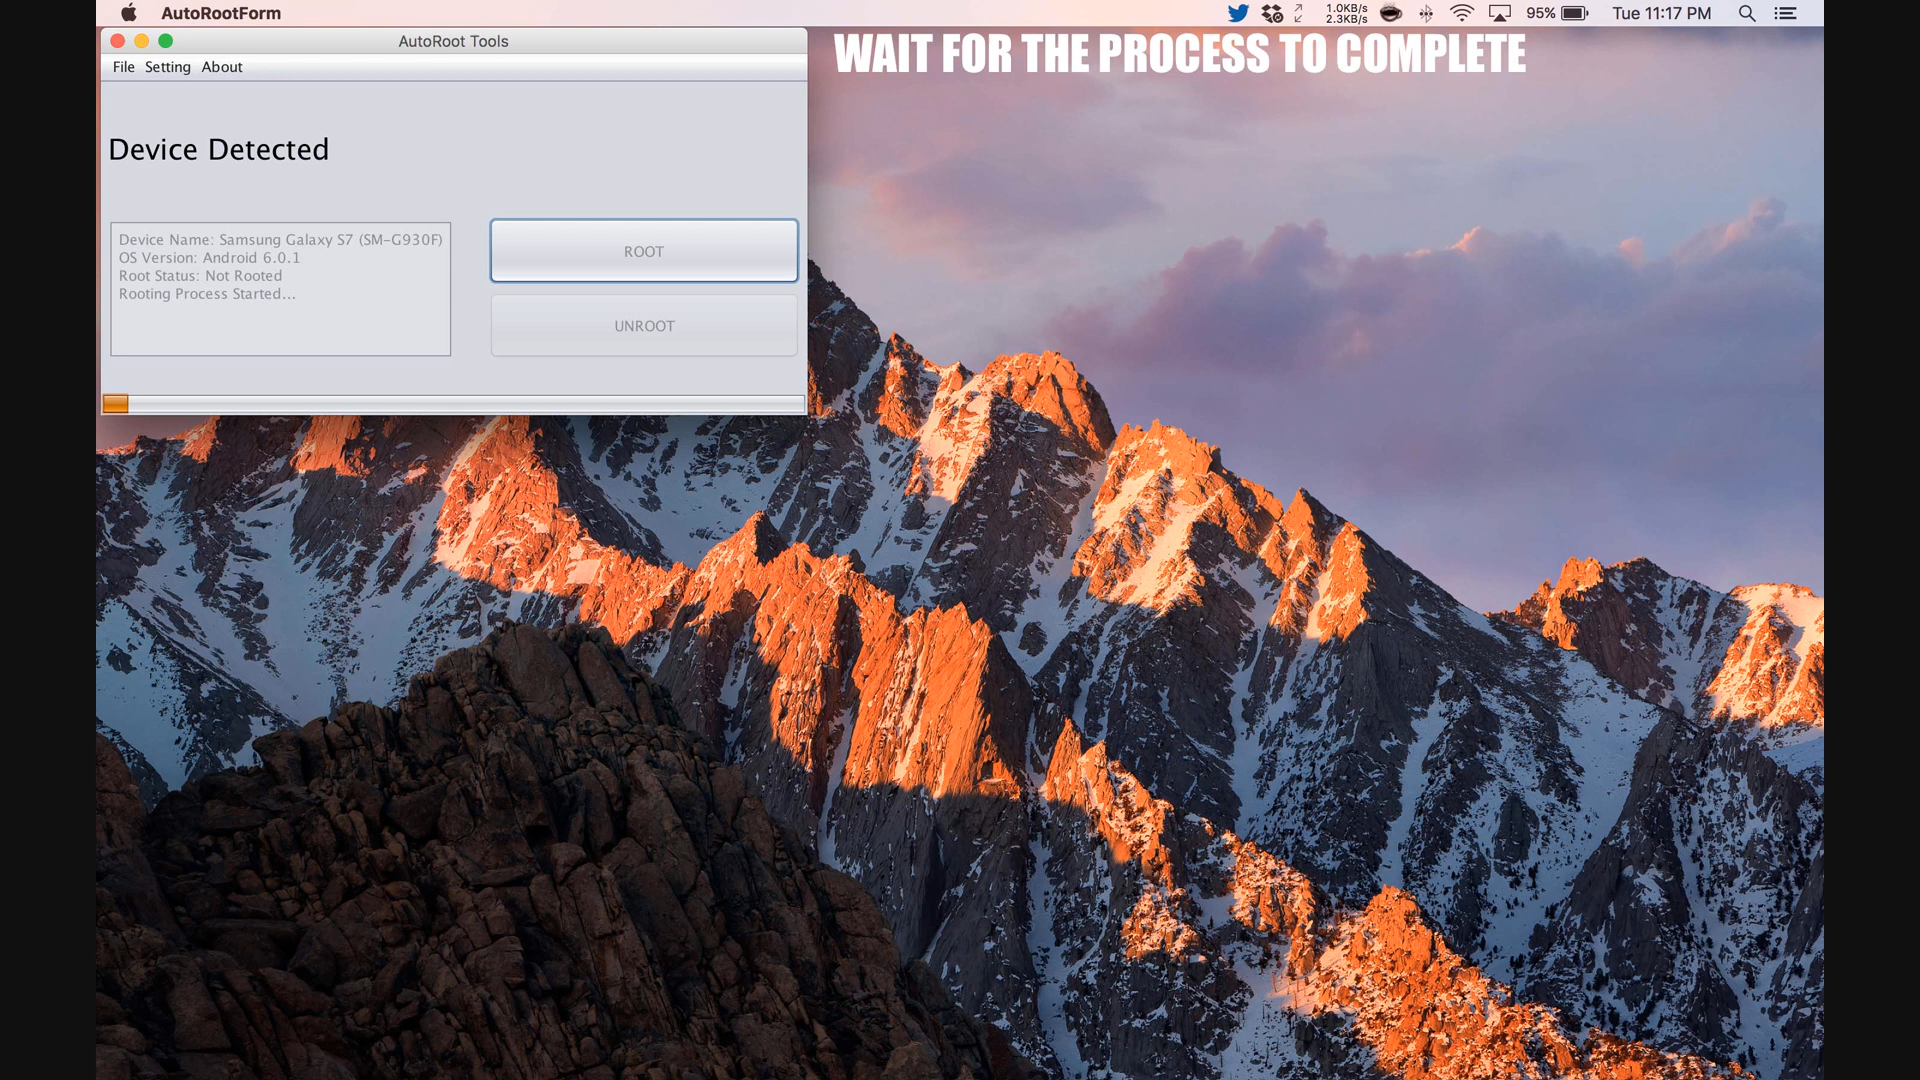 AutoRootForm
1.0KB/s
2.3KB/s
95%
Tue 11:17 PM
AutoRoot Tools
WAIT FOR THE PROCESS TO COMPLETE
File Setting About
Device Detected
Device Name: Samsung Galaxy S7 (SM-G930F)
OS Version: Android 6.0.1
Root Status: Not Rooted
Rooting Process Started...
ROOT
UNROOT